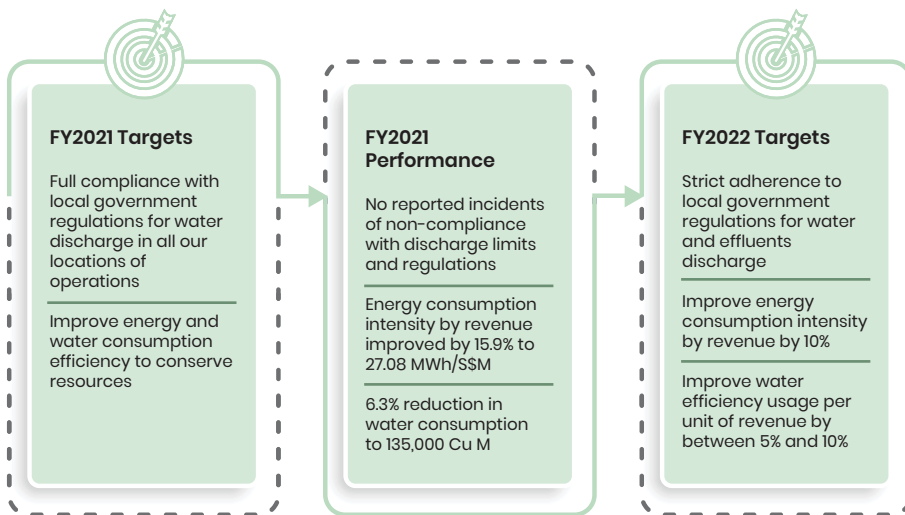 FY2021 Targets
Full compliance with
local government
regulations for water
discharge in all our
locations of
operations
Improve energy and
water consumption
efficiency to conserve
resources
FY2021
Performance
No reported incidents
of non-compliance
with discharge limits
and regulations
Energy consumption
intensity by revenue
improved by 15.9% to
27.08 MWh/S$M
6.3% reduction in
water consumption
to 135,000 Cu M
FY2022 Targets
Strict adherence to
local government
regulations for water
and effluents
discharge
Improve energy
consumption intensity
by revenue by 10%
Improve water
efficiency usage per
unit of revenue by
between 5% and 10%